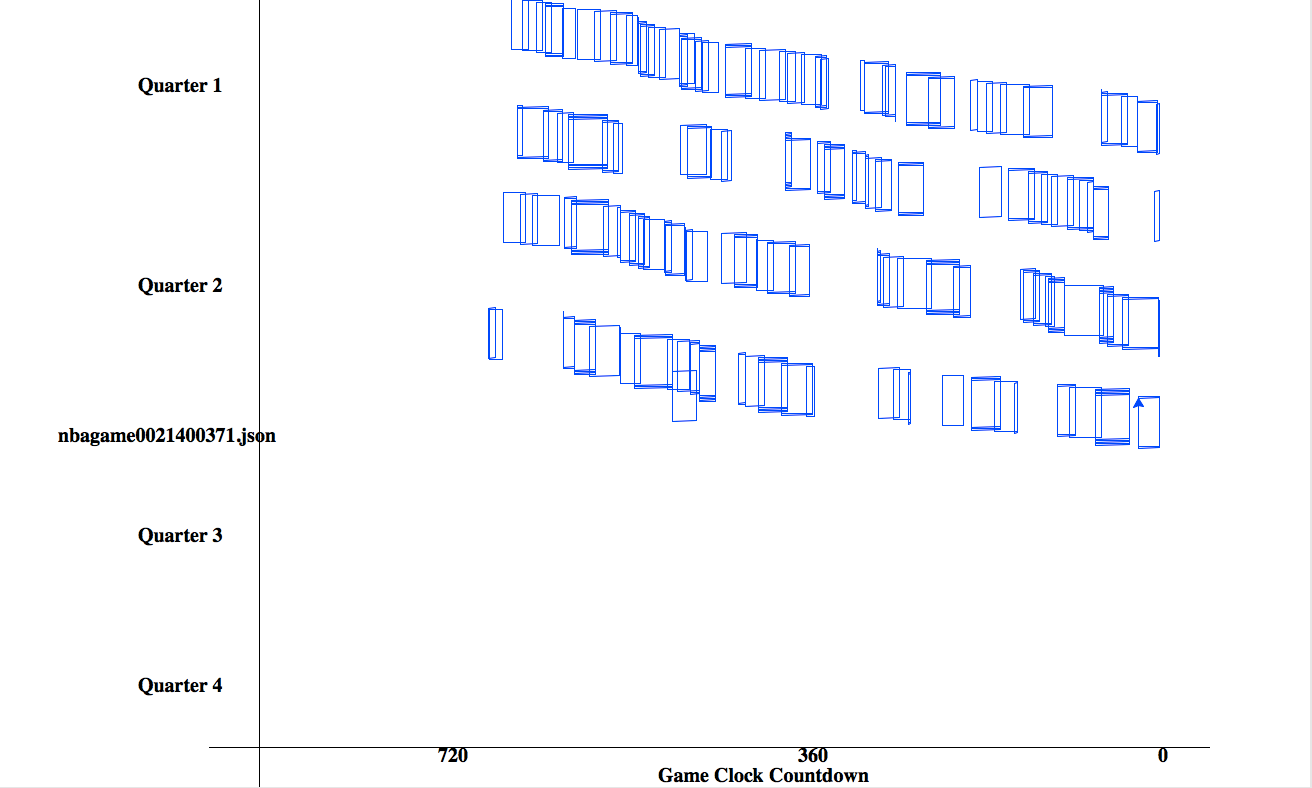 Quarter 1
Quarter 2
nbagame0021400371.json
Quarter 3
Quarter 4
720 360 0
Game Clock Countdown